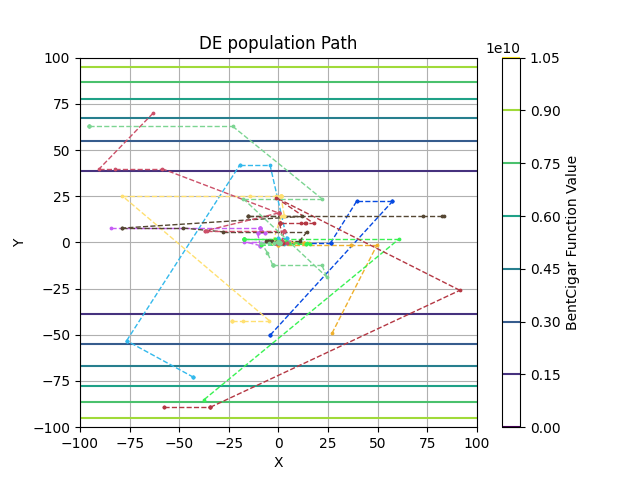 DE population Path
1e10
100
75
50
25
0
−25
−50
−75
−100
Y
−100 −75 −50 −25 0 25 50 75 100
X
1.05
0.90
0.75
0.60
0.45
0.30
0.15
0.00
BentCigar Function Value